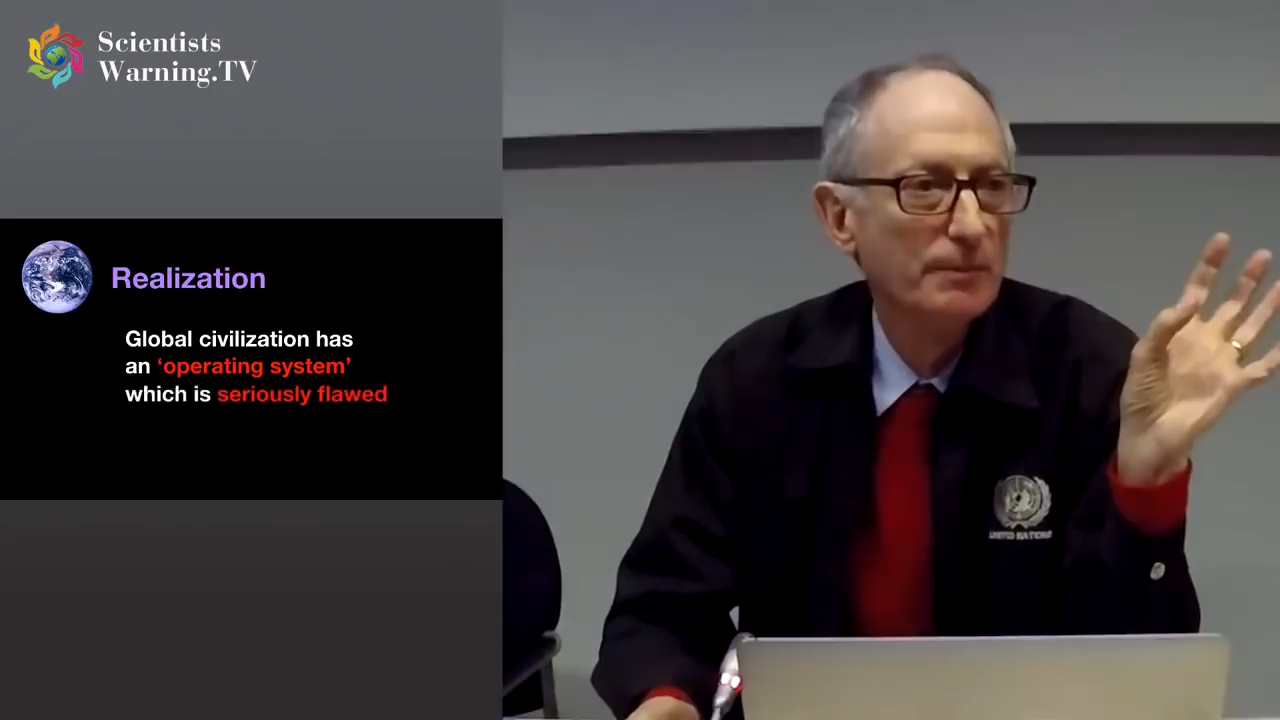 Scientists
Warning.TV
Realization
Global civilization has
an ‘operating system’
which is seriously flawed
UNITED NATIONS